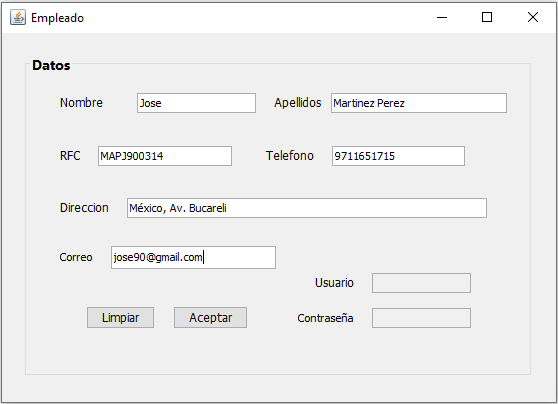 Empleado
Datos
Nombre Jose Apellidos Martinez Perez
RFC MAPJ900314 Telefono 9711651715
Direccion México, Av. Bucareli
Correo jose90@gmail.com
Usuario
Limpiar Aceptar Contraseña